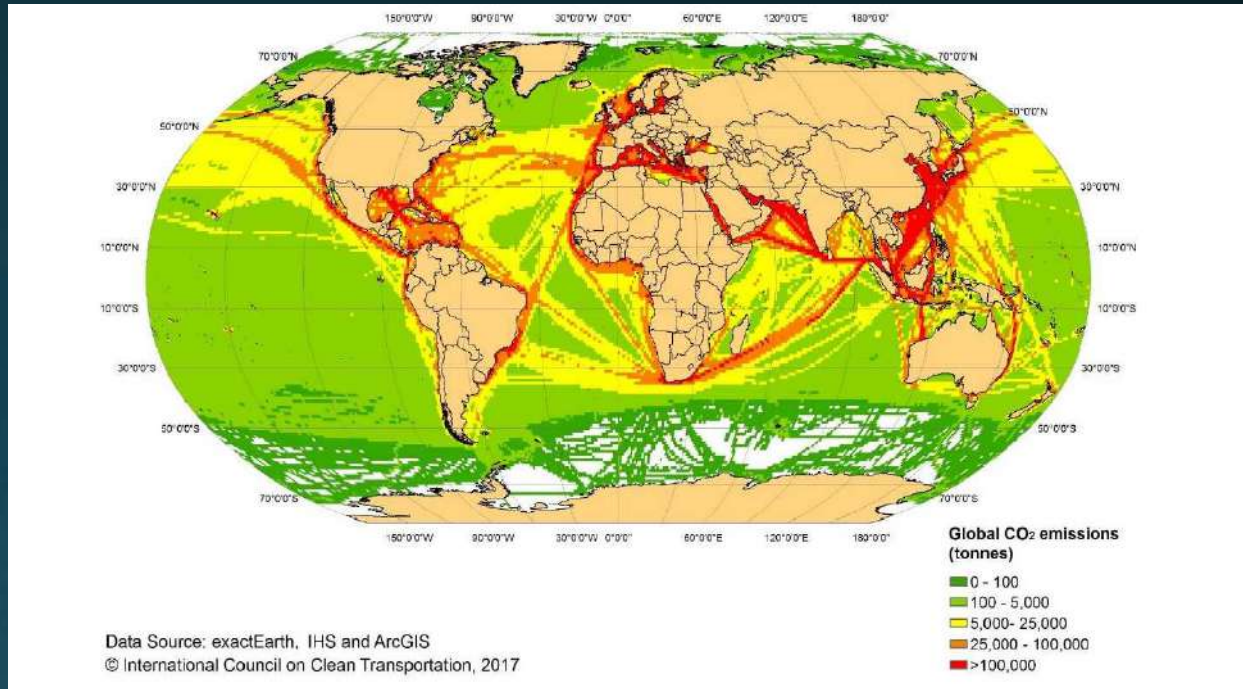 150°0'0"W 90°0'0"W 30°0'0"W 0°0'0" 60°0'0"E 120°0'0"E 180°0'0"
70°0'0"N 70°0'0"N
50°0'0"N 50°0'0"N
30°0'0"N 30°0'0"N
10°0'0"N 10°0'0"N
10°0'0"S 10°0'0"S
30°0'0"S 30°0'0"S
50°0'0"S 50°0'0"S
70°0'0"S 70°0'0"S
150°0'0"W 90°0'0"W 30°0'0"W 0°0'0" 60°0'0"E 120°0'0"E 180°0'0"
Global CO₂ emissions
(tonnes)
0 - 100
100 - 5,000
5,000- 25,000
25,000 - 100,000
>100,000
Data Source: exactEarth, IHS and ArcGIS
© International Council on Clean Transportation, 2017